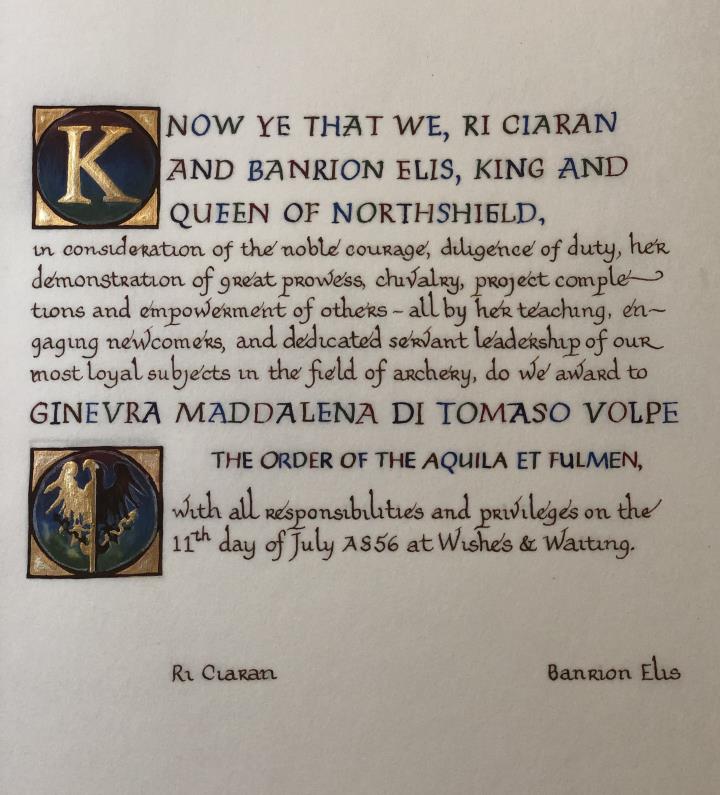 KNOW YE THAT WE, RI CIARAN
AND BANRION ELIS, KING AND
QUEEN OF NORTHSHIELD,
in consideration of the noble courage, diligence of duty, her
demonstration of great prowess, chivalry, project comple-
tions and empowerment of others – all by her teaching, en-
gaging newcomers, and dedicated servant leadership of our
most loyal subjects in the field of archery, do we award to
GINEVRA MADDALENA DI TOMASO VOLPE
THE ORDER OF THE AQUILA ET FULMEN,
with all responsibilities and privileges on the
11th day of July AS56 at Wishes & Waiting.
Ri Ciaran Banrion Elis